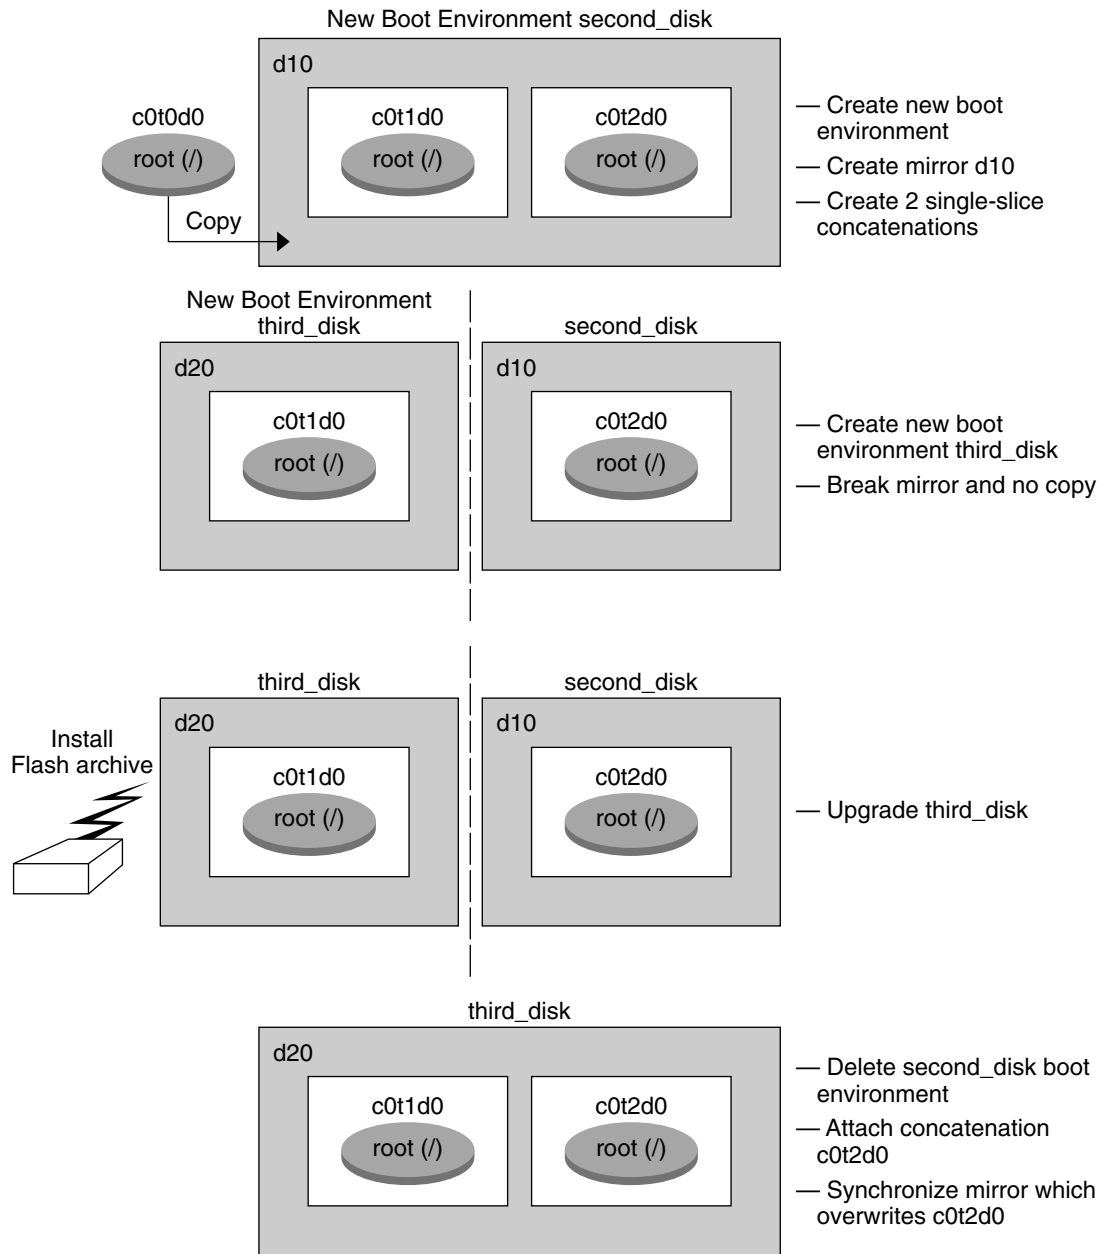 New Boot Environment second_disk
d10
c0t0d0
root (/)
Copy
c0t1d0
root (/)
c0t2d0
root (/)
— Create new boot
environment
— Create mirror d10
— Create 2 single-slice
concatenations
New Boot Environment
third_disk
second_disk
d20
c0t1d0
root (/)
d10
c0t2d0
root (/)
— Create new boot
environment third_disk
— Break mirror and no copy
third_disk
second_disk
Install
Flash archive
d20
c0t1d0
root (/)
d10
c0t2d0
root (/)
— Upgrade third_disk
third_disk
d20
c0t1d0
root (/)
c0t2d0
root (/)
— Delete second_disk boot
environment
— Attach concatenation
c0t2d0
— Synchronize mirror which
overwrites c0t2d0